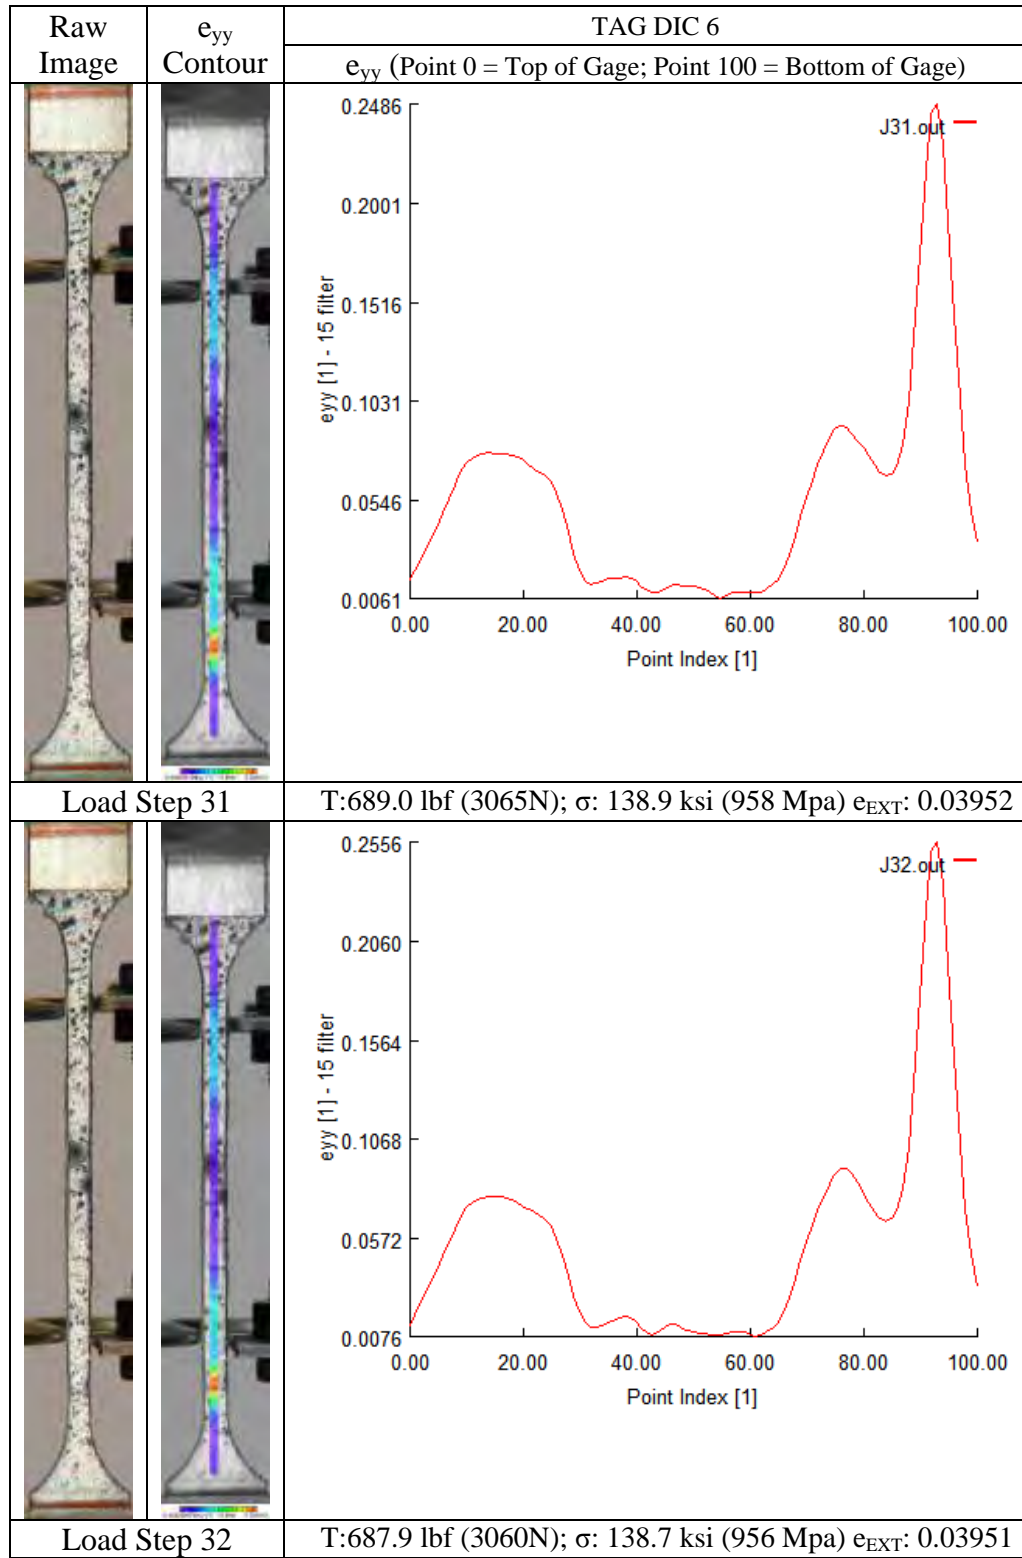 Raw Image
e_yy Contour
TAG DIC 6
e_yy (Point 0 = Top of Gage; Point 100 = Bottom of Gage)
0.2486
0.2001
0.1516
0.1031
0.0546
0.0061
eyy [1] - 15 filter
J31.out
0.00 20.00 40.00 60.00 80.00 100.00
Point Index [1]
Load Step 31
T:689.0 lbf (3065N); σ: 138.9 ksi (958 Mpa) e_EXT: 0.03952
0.2556
0.2060
0.1564
0.1068
0.0572
0.0076
eyy [1] - 15 filter
J32.out
0.00 20.00 40.00 60.00 80.00 100.00
Point Index [1]
Load Step 32
T:687.9 lbf (3060N); σ: 138.7 ksi (956 Mpa) e_EXT: 0.03951